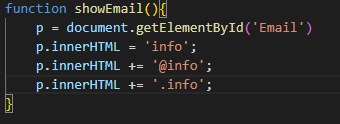 function showEmail(){
p = document.getElementById('Email')
p.innerHTML = 'info';
p.innerHTML += '@info';
p.innerHTML += '.info';
}